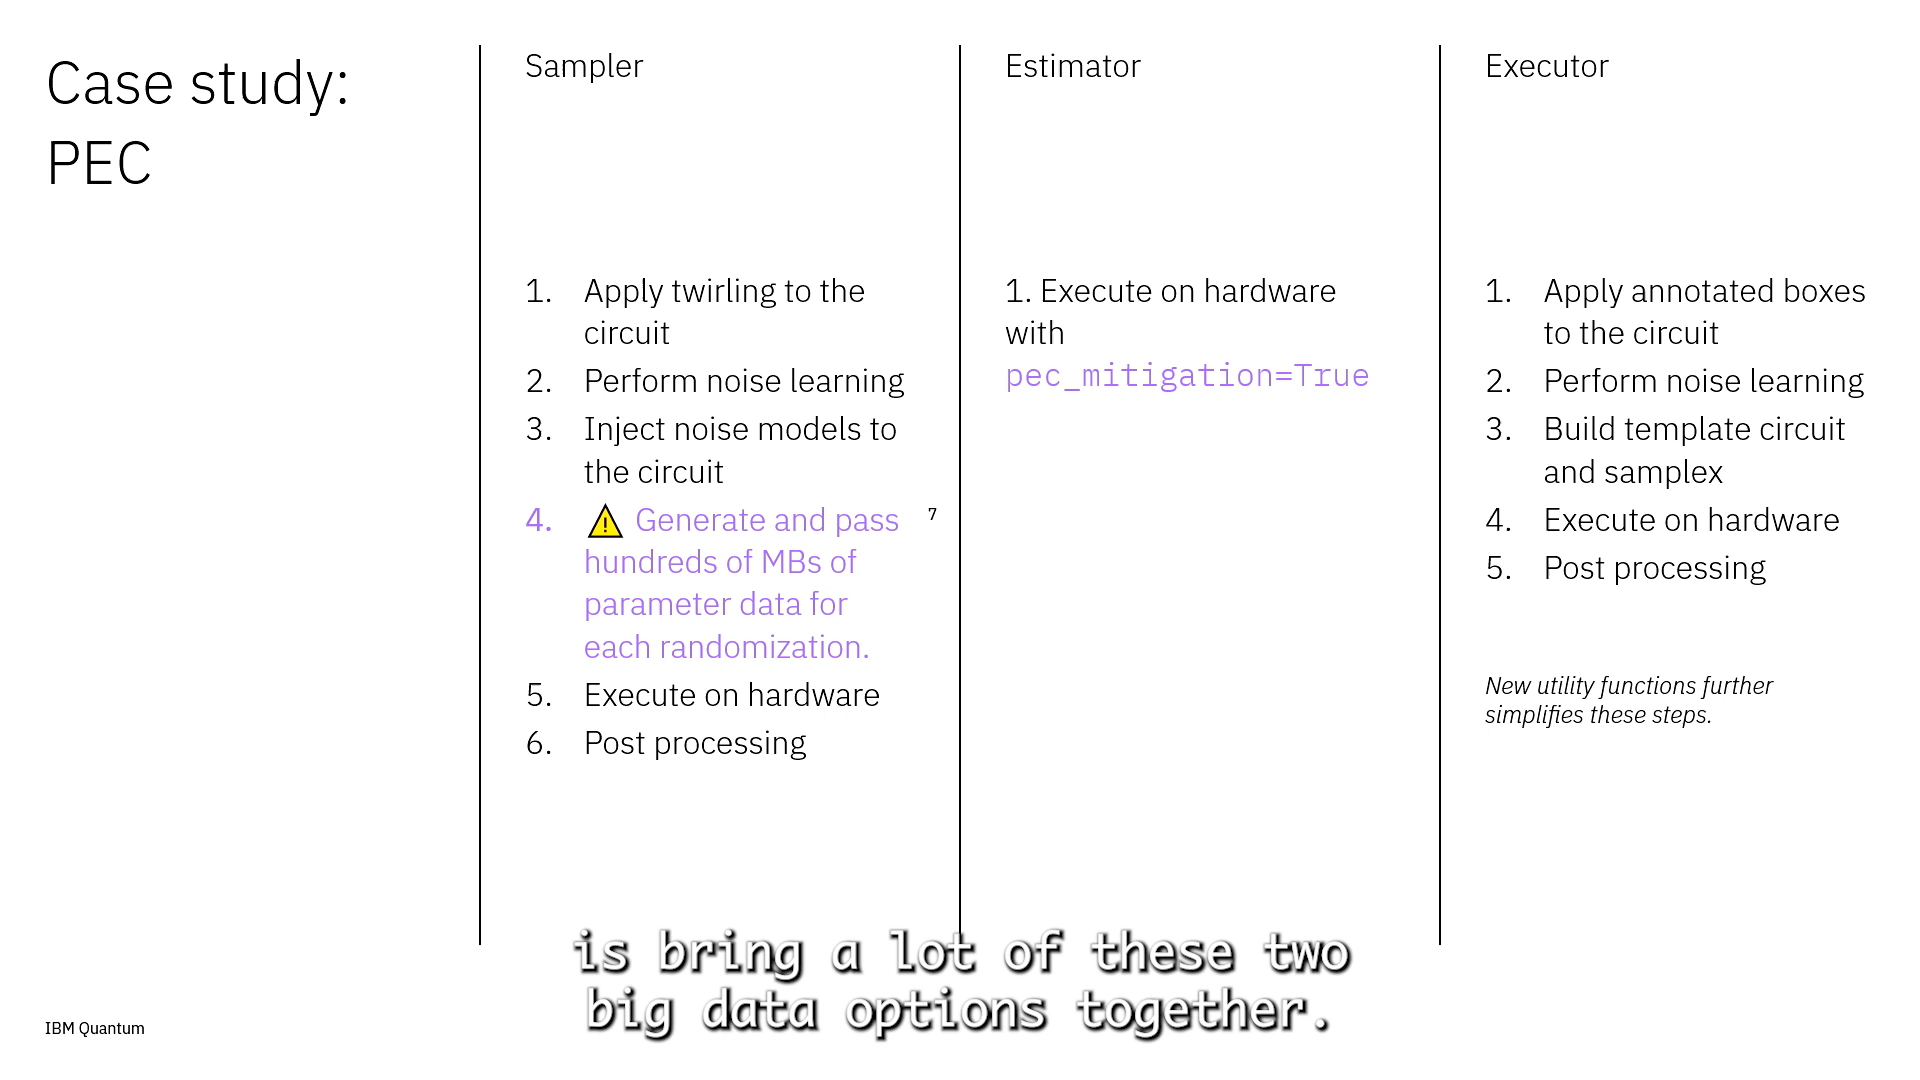 Case study:
PEC
Sampler
1. Apply twirling to the
circuit
2. Perform noise learning
3. Inject noise models to
the circuit
4. ⚠ Generate and pass
hundreds of MBs of
parameter data for
each randomization.
5. Execute on hardware
6. Post processing
7
Estimator
1. Execute on hardware
with
pec_mitigation=True
Executor
1. Apply annotated boxes
to the circuit
2. Perform noise learning
3. Build template circuit
and samplex
4. Execute on hardware
5. Post processing
New utility functions further
simplifies these steps.
is bring a lot of these two
big data options together.
IBM Quantum